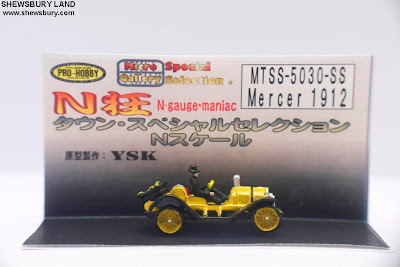 SHEWSBURY LAND
© www.shewsbury.com
PRO-HOBBY
Micro Special
Gallery Selection.
MTSS-5030-SS
Mercer 1912
N狂 N-gauge-maniac
タウン・スペシャルセレクション
Nスケール
原型製作：YSK